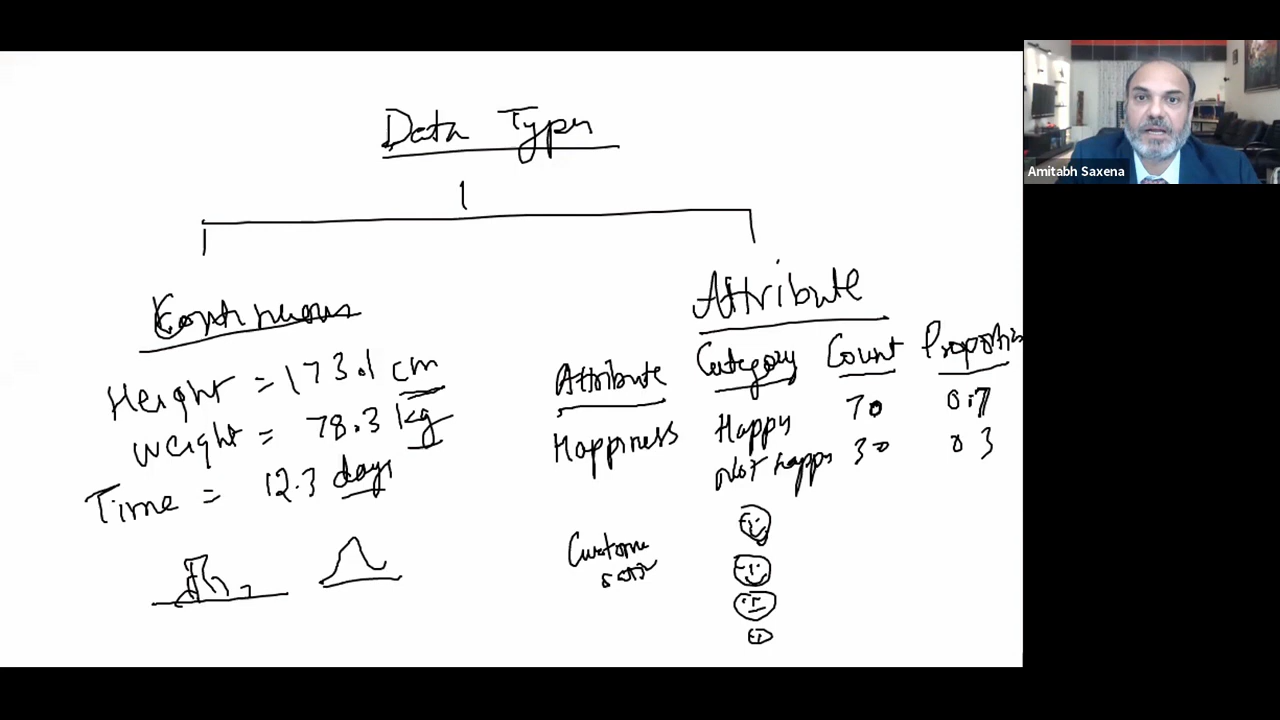 Data Types
Continuous
Height = 173.1 cm
Weight = 78.3 kg
Time = 12.3 days
Attribute
Attribute Category Count Proportion
Happiness Happy 70 0.7
Not happy 30 0.3
Custome
Amitabh Saxena